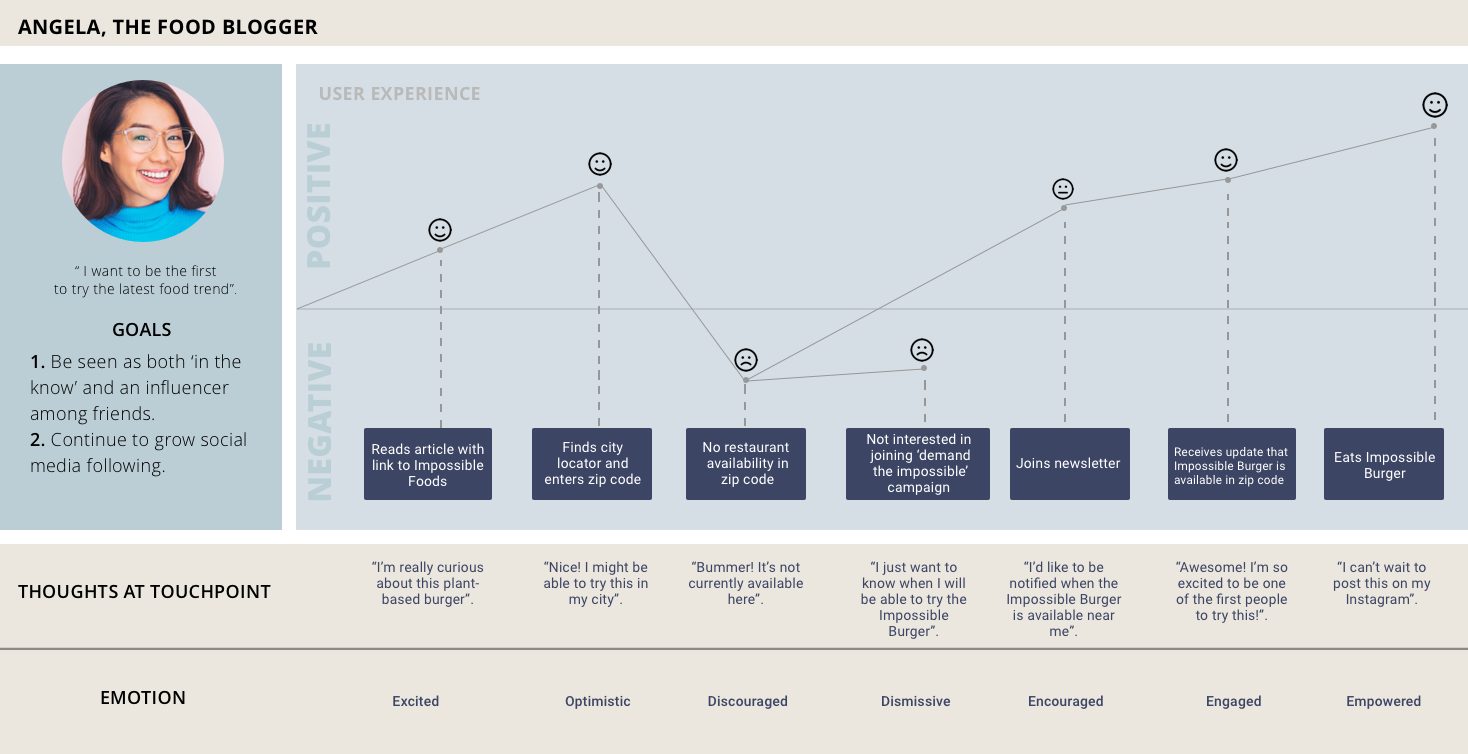 ANGELA, THE FOOD BLOGGER
“ I want to be the first
to try the latest food trend”.
GOALS
1. Be seen as both ‘in the
know’ and an influencer
among friends.
2. Continue to grow social
media following.
USER EXPERIENCE
POSITIVE
NEGATIVE
Reads article with
link to Impossible
Foods
Finds city
locator and
enters zip code
No restaurant
availability in
zip code
Not interested in
joining ‘demand
the impossible’
campaign
Joins newsletter
Receives update that
Impossible Burger is
available in zip code
Eats Impossible
Burger
THOUGHTS AT TOUCHPOINT
“I’m really curious
about this plant-
based burger”.
“Nice! I might be
able to try this in
my city”.
“Bummer! It’s not
currently available
here”.
“I just want to
know when I will
be able to try the
Impossible
Burger”.
“I’d like to be
notified when the
Impossible Burger
is available near
me”.
“Awesome! I’m so
excited to be one
of the first people
to try this!”.
“I can’t wait to
post this on my
Instagram”.
EMOTION
Excited
Optimistic
Discouraged
Dismissive
Encouraged
Engaged
Empowered